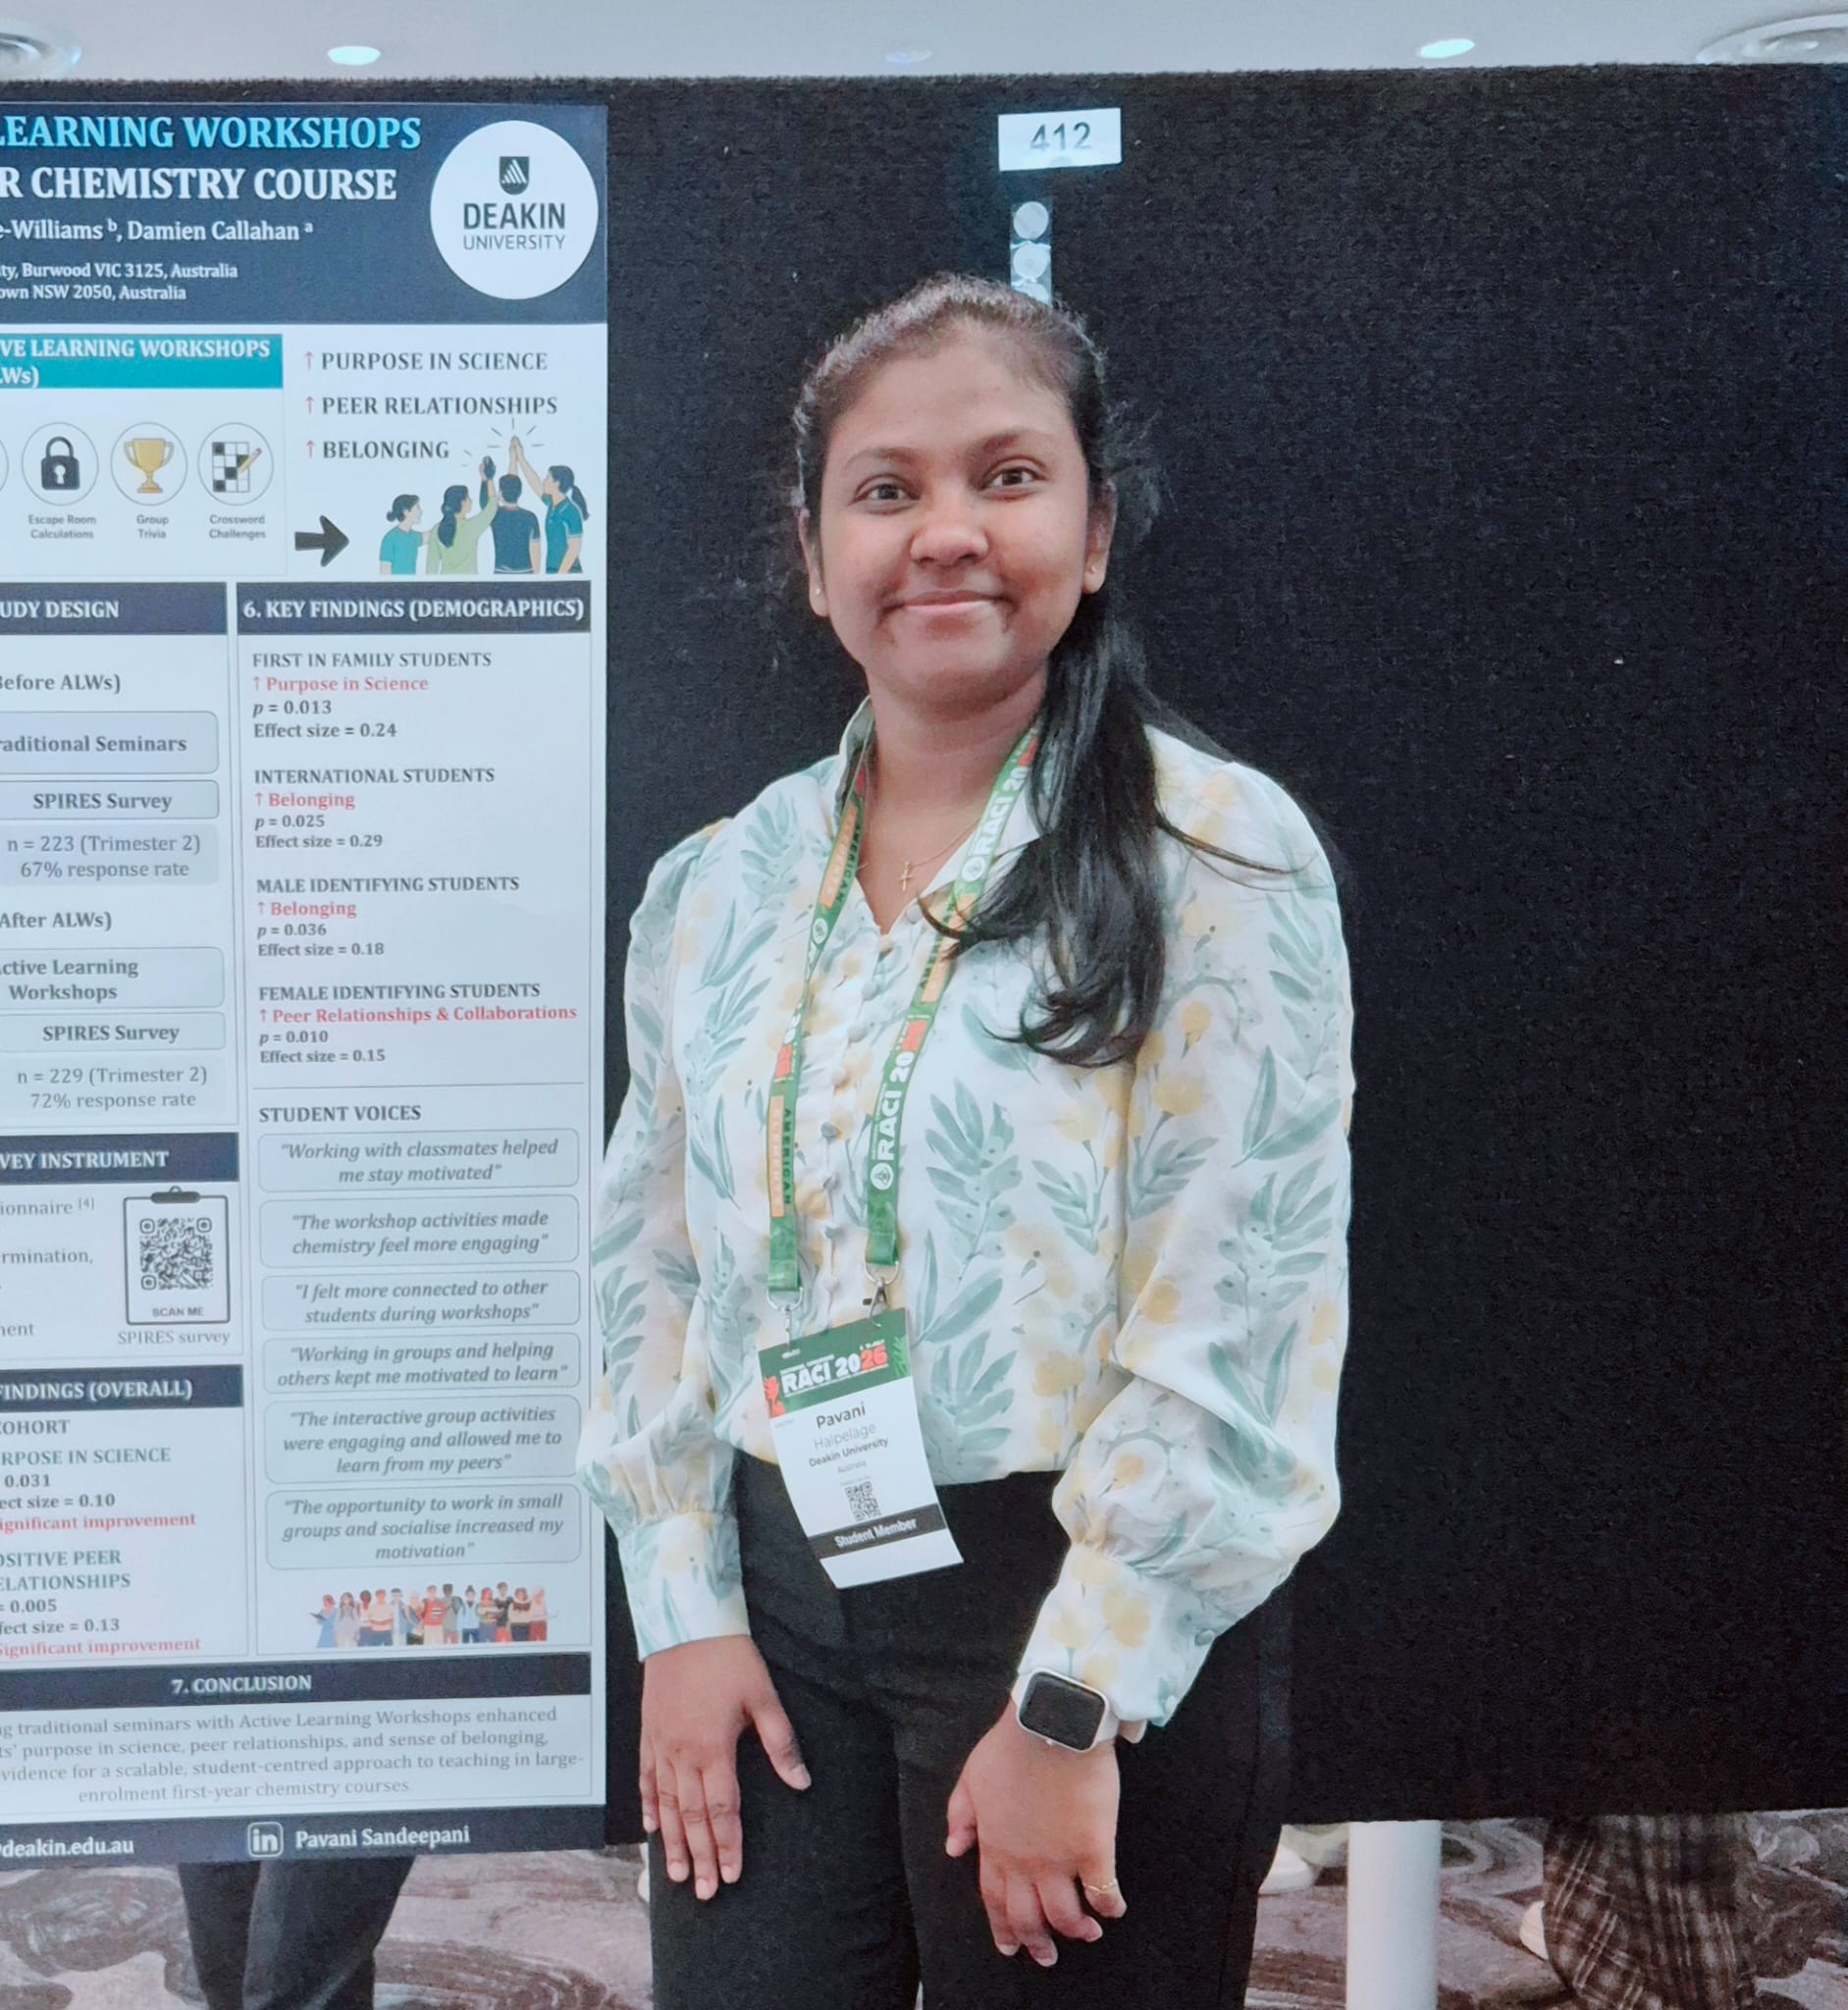 LEARNING WORKSHOPS
R CHEMISTRY COURSE
e-Williams b, Damien Callahan a
ty, Burwood VIC 3125, Australia
own NSW 2050, Australia
DEAKIN
UNIVERSITY
412
VE LEARNING WORKSHOPS
LWs)
↑ PURPOSE IN SCIENCE
↑ PEER RELATIONSHIPS
↑ BELONGING
Escape Room
Calculations
Group
Trivia
Crossword
Challenges
UDY DESIGN
Before ALWs)
raditional Seminars
SPIRES Survey
n = 223 (Trimester 2)
67% response rate
After ALWs)
ctive Learning
Workshops
SPIRES Survey
n = 229 (Trimester 2)
72% response rate
VEY INSTRUMENT
ionnaire [4]
rmination,
nent
SCAN ME
SPIRES survey
FINDINGS (OVERALL)
COHORT
RPOSE IN SCIENCE
0.031
ect size = 0.10
ignificant improvement
OSITIVE PEER
ELATIONSHIPS
= 0.005
fect size = 0.13
Significant improvement
6. KEY FINDINGS (DEMOGRAPHICS)
FIRST IN FAMILY STUDENTS
↑ Purpose in Science
p = 0.013
Effect size = 0.24
INTERNATIONAL STUDENTS
↑ Belonging
p = 0.025
Effect size = 0.29
MALE IDENTIFYING STUDENTS
↑ Belonging
p = 0.036
Effect size = 0.18
FEMALE IDENTIFYING STUDENTS
↑ Peer Relationships & Collaborations
p = 0.010
Effect size = 0.15
STUDENT VOICES
"Working with classmates helped
me stay motivated"
"The workshop activities made
chemistry feel more engaging"
"I felt more connected to other
students during workshops"
"Working in groups and helping
others kept me motivated to learn"
"The interactive group activities
were engaging and allowed me to
learn from my peers"
"The opportunity to work in small
groups and socialise increased my
motivation"
7. CONCLUSION
ng traditional seminars with Active Learning Workshops enhanced
ts' purpose in science, peer relationships, and sense of belonging,
vidence for a scalable, student-centred approach to teaching in large-
enrolment first-year chemistry courses.
deakin.edu.au
in Pavani Sandeepani
RACI 20
RACI 20
RACI 2026
Pavani
Halpelage
Deakin University
Australia
Student Member